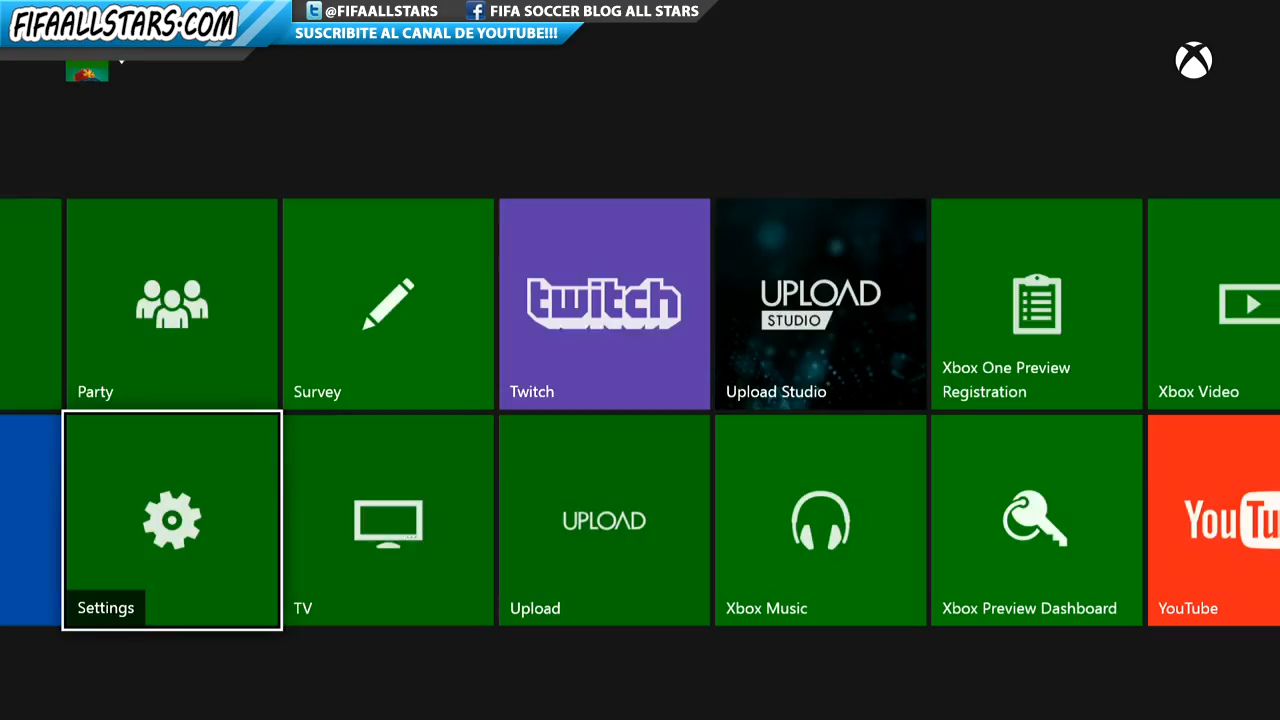 FIFAALLSTARS.COM
@FIFAALLSTARS
FIFA SOCCER BLOG ALL STARS
SUSCRIBITE AL CANAL DE YOUTUBE!!!
Party
Survey
twitch
Twitch
UPLOAD
STUDIO
Upload Studio
Xbox One Preview
Registration
Xbox Video
Settings
TV
UPLOAD
Upload
Xbox Music
Xbox Preview Dashboard
YouTu
YouTube